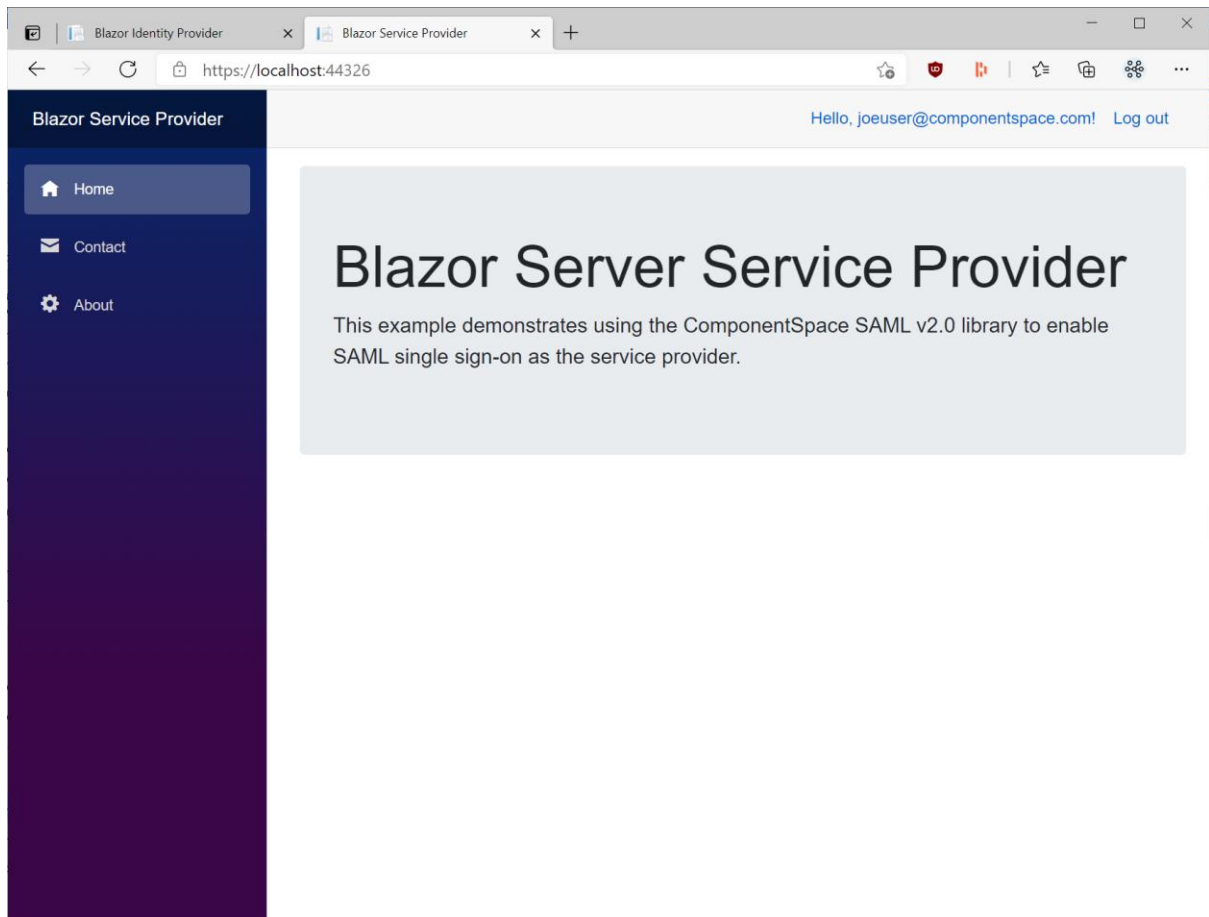 Blazor Identity Provider
Blazor Service Provider
https://localhost:44326
Blazor Service Provider
Hello, joeuser@componentspace.com! Log out
Home
Contact
About
Blazor Server Service Provider
This example demonstrates using the ComponentSpace SAML v2.0 library to enable
SAML single sign-on as the service provider.